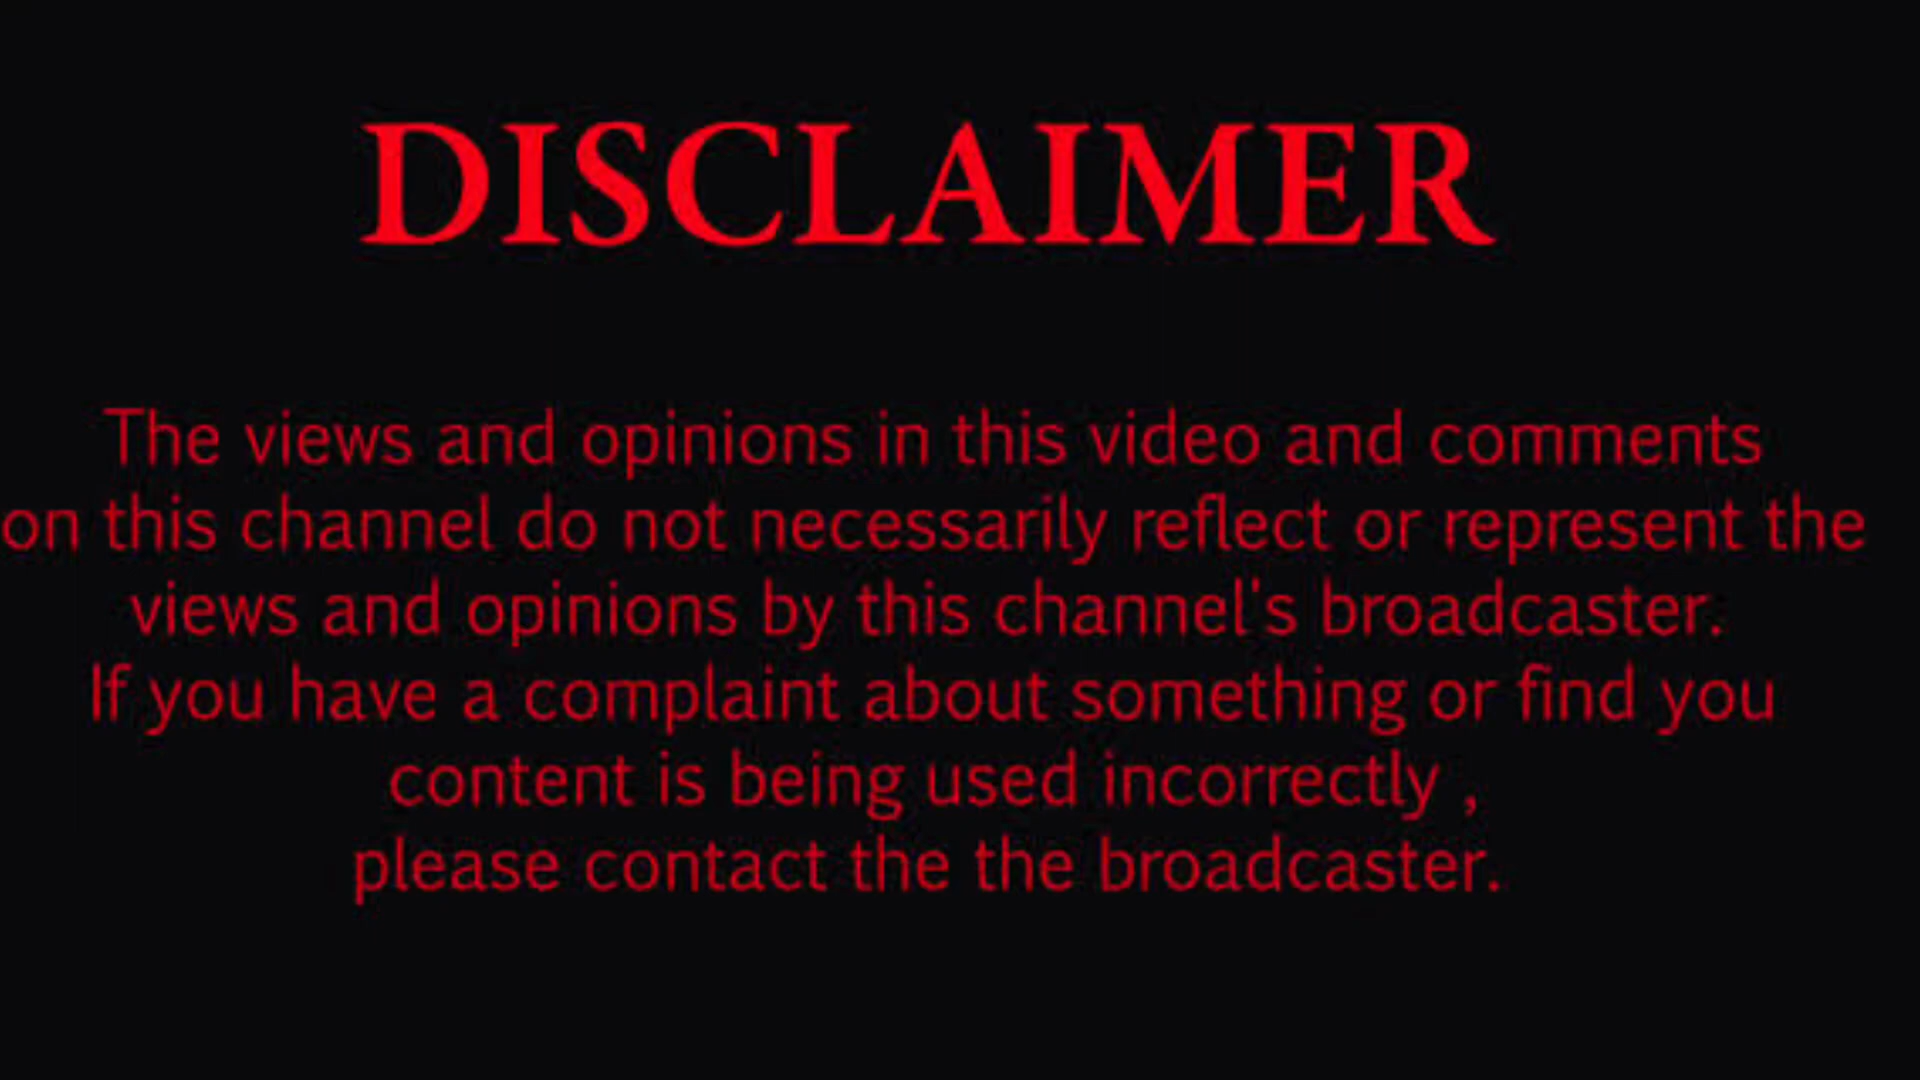 DISCLAIMER
The views and opinions in this video and comments
on this channel do not necessarily reflect or represent the
views and opinions by this channel's broadcaster.
If you have a complaint about something or find you
content is being used incorrectly ,
please contact the the broadcaster.